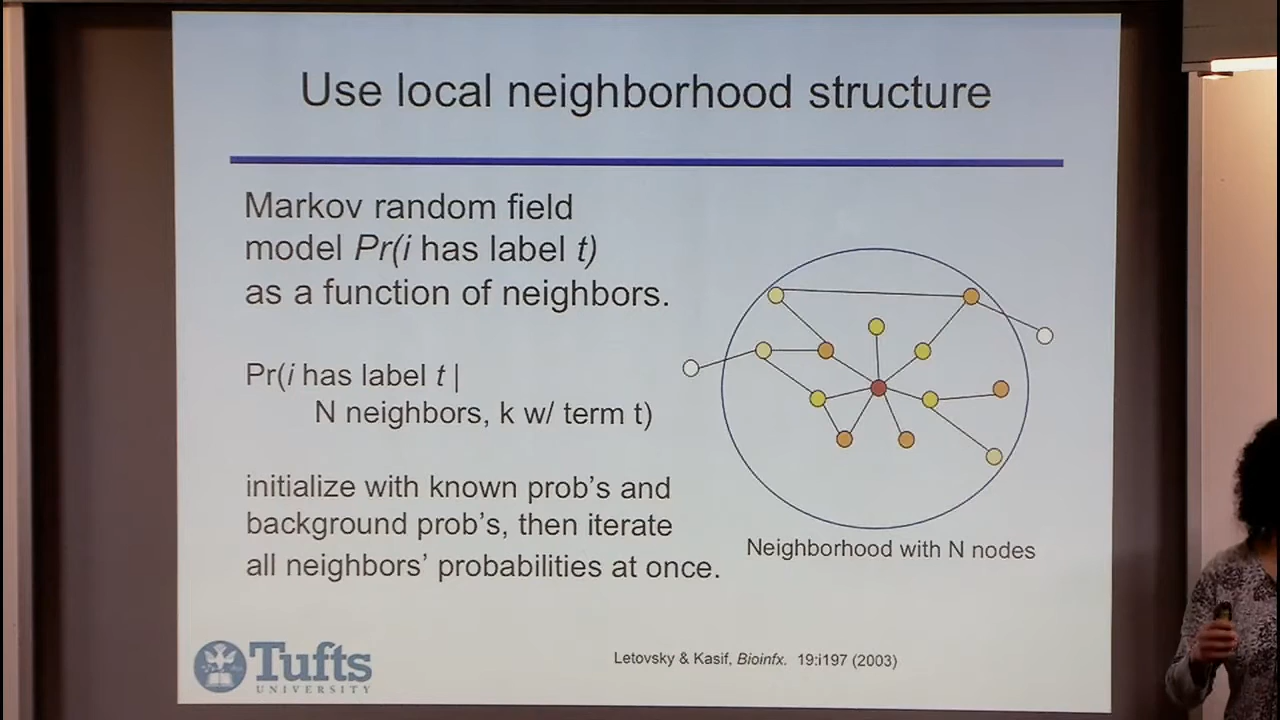 Use local neighborhood structure
Markov random field
model Pr(i has label t)
as a function of neighbors.
Pr(i has label t |
N neighbors, k w/ term t)
initialize with known prob’s and
background prob’s, then iterate
all neighbors’ probabilities at once.
Neighborhood with N nodes
Tufts
UNIVERSITY
Letovsky & Kasif, Bioinfx. 19:i197 (2003)